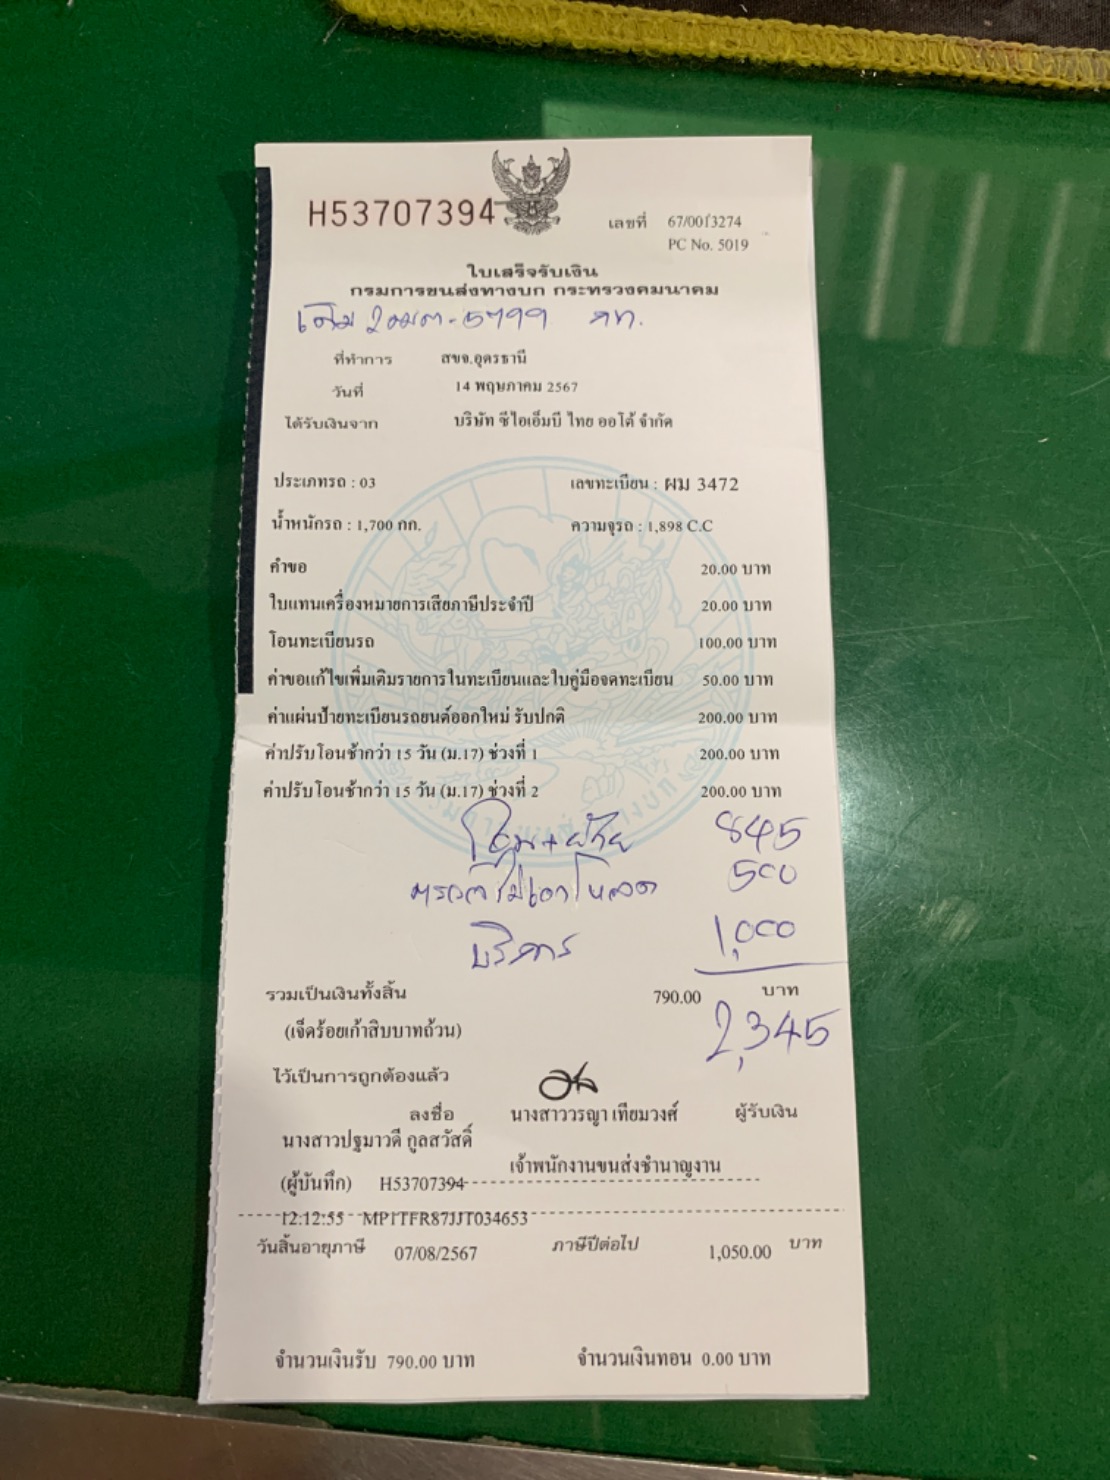 H53707394
เลขที่ 67/0013274
PC No. 5019
ใบเสร็จรับเงิน
กรมการขนส่งทางบก กระทรวงคมนาคม
เดิม 2ฒต-5799 กท.
ที่ทำการ สขจ.อุดรธานี
วันที่ 14 พฤษภาคม 2567
ได้รับเงินจาก บริษัท ซีไอเอ็มบี ไทย ออโต้ จำกัด
ประเภทรถ : 03 เลขทะเบียน : ผม 3472
น้ำหนักรถ : 1,700 กก. ความจุรถ : 1,898 C.C
คำขอ 20.00 บาท
ใบแทนเครื่องหมายการเสียภาษีประจำปี 20.00 บาท
โอนทะเบียนรถ 100.00 บาท
ค่าขอแก้ไขเพิ่มเติมรายการในทะเบียนและใบคู่มือจดทะเบียน 50.00 บาท
ค่าแผ่นป้ายทะเบียนรถยนต์ออกใหม่ รับปกติ 200.00 บาท
ค่าปรับโอนช้ากว่า 15 วัน (ม.17) ช่วงที่ 1 200.00 บาท
ค่าปรับโอนช้ากว่า 15 วัน (ม.17) ช่วงที่ 2 200.00 บาท
โอน+ย้าย 845
ตรวจ 500
บริการ 1,000
รวมเป็นเงินทั้งสิ้น 790.00 บาท
(เจ็ดร้อยเก้าสิบบาทถ้วน) 2,345
ไว้เป็นการถูกต้องแล้ว
ลงชื่อ นางสาววรญา เทียมวงศ์ ผู้รับเงิน
นางสาวปฐมาวดี กูลสวัสดิ์
เจ้าพนักงานขนส่งชำนาญงาน
(ผู้บันทึก) H53707394
12:12:55 MP1TFR87JJT034653
วันสิ้นอายุภาษี 07/08/2567 ภาษีปีต่อไป 1,050.00 บาท
จำนวนเงินรับ 790.00 บาท จำนวนเงินทอน 0.00 บาท